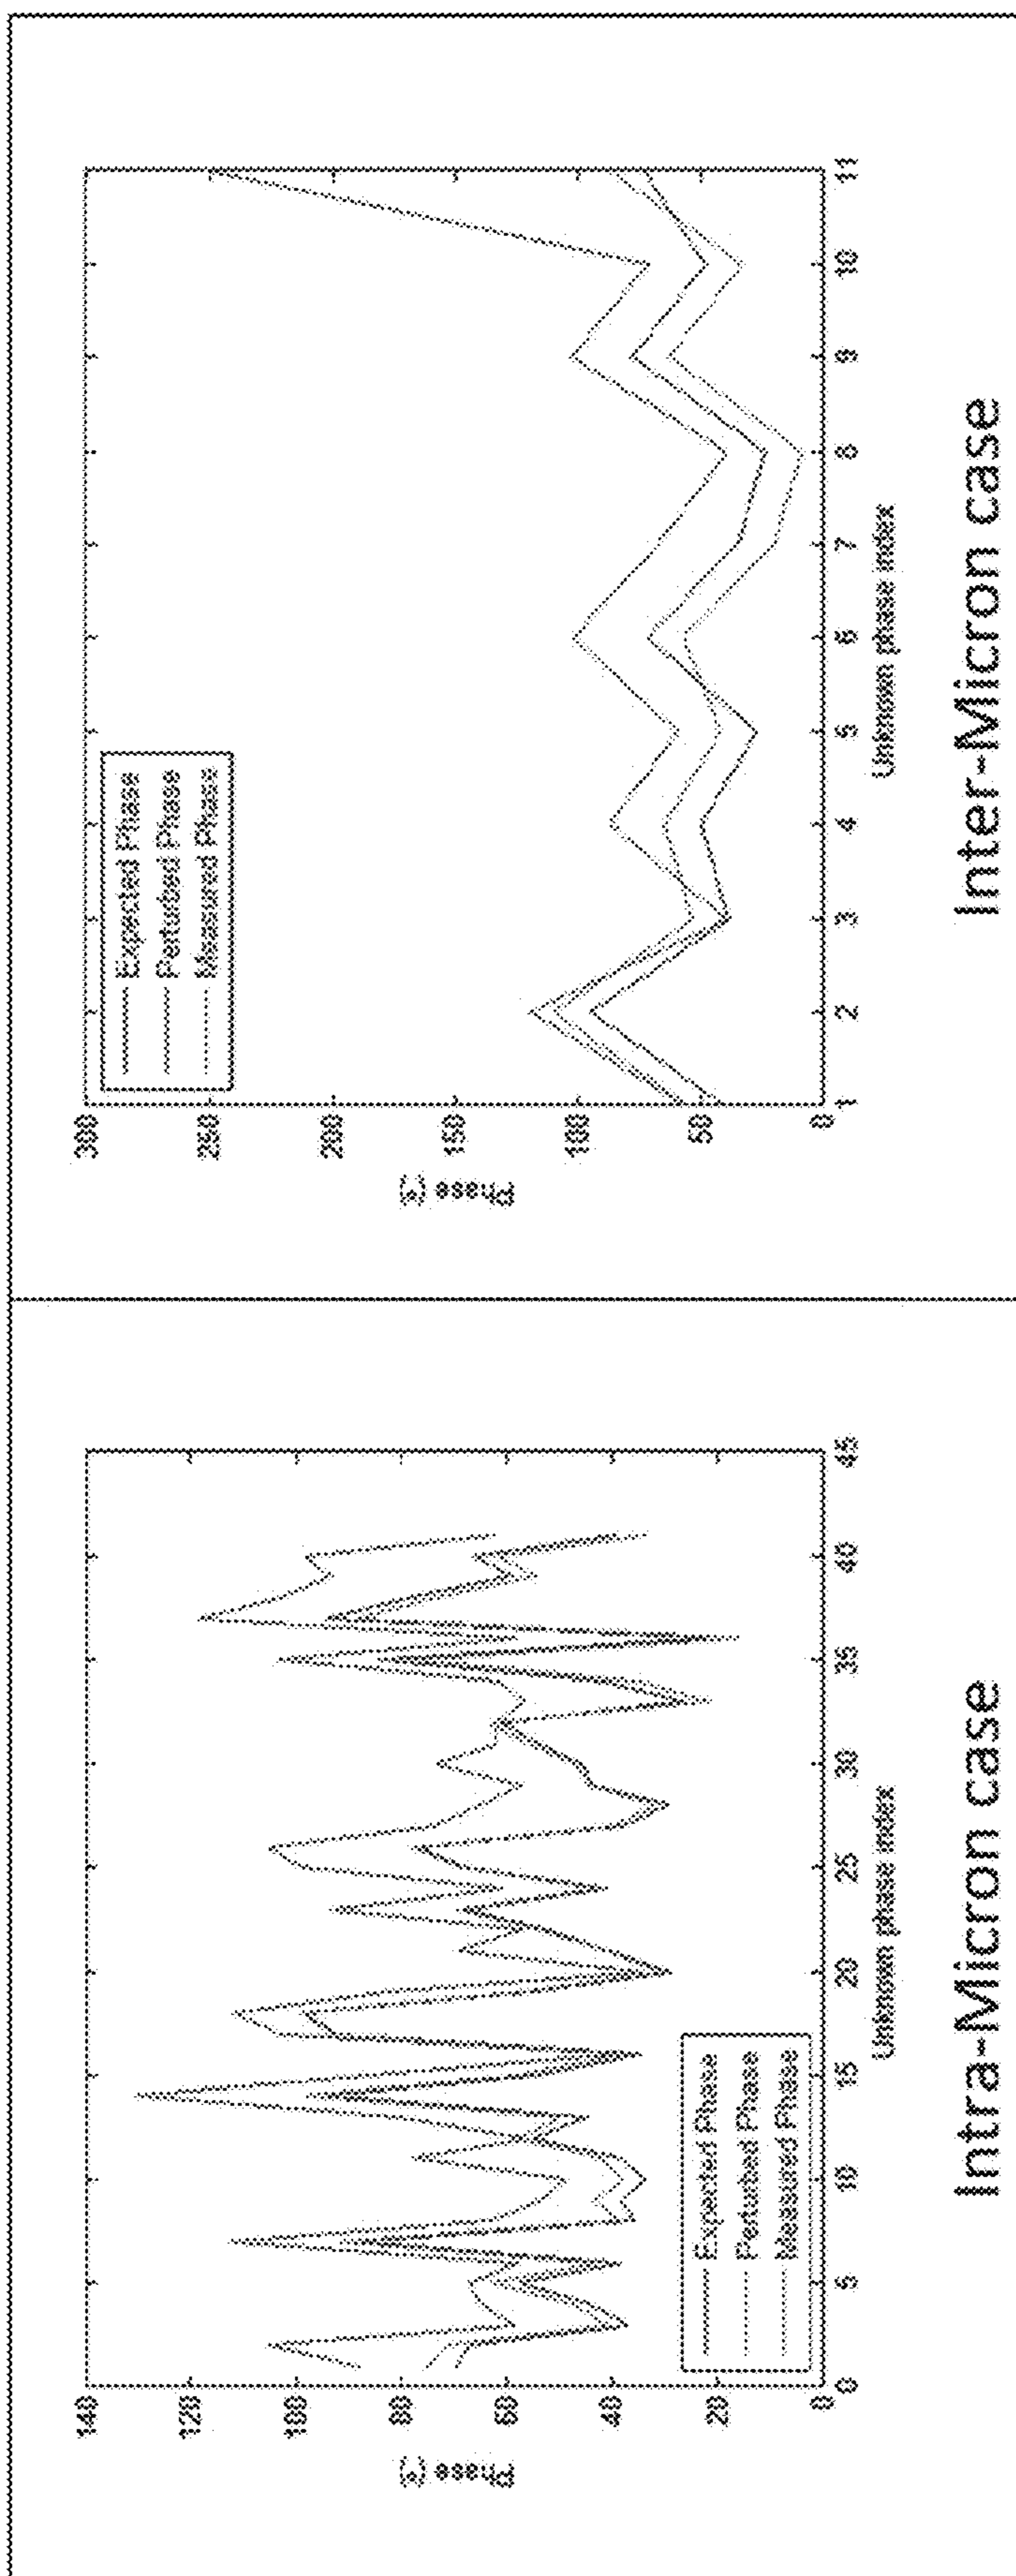 Phase (°)
140
120
100
80
60
40
20
0
Expected Phase
Perturbed Phase
Measured Phase
0 5 10 15 20 25 30 35 40 45
Unknown phase index
Intra-Micron case
Phase (°)
300
250
200
150
100
50
0
Expected Phase
Perturbed Phase
Measured Phase
1 2 3 4 5 6 7 8 9 10 11
Unknown phase index
Inter-Micron case